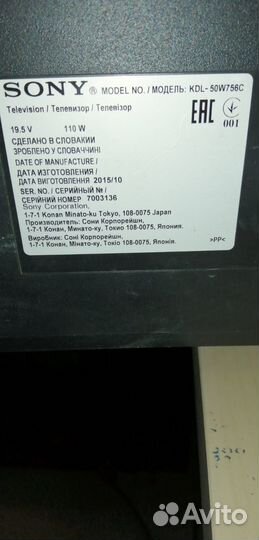 SONY MODEL NO. / МОДЕЛЬ: KDL-50W756C
Television / Телевизор / Телевізор
19.5 V 110 W
EAC 001
СДЕЛАНО В СЛОВАКИИ
ЗРОБЛЕНО У СЛОВАЧЧИНІ
DATE OF MANUFACTURE /
ДАТА ИЗГОТОВЛЕНИЯ /
ДАТА ВИГОТОВЛЕННЯ 2015/10
SER. NO. / СЕРИЙНЫЙ № /
СЕРІЙНИЙ НОМЕР 7003136
Sony Corporation,
1-7-1 Konan Minato-ku Tokyo, 108-0075 Japan
Производитель: Сони Корпорейшн,
1-7-1 Конан, Минато-ку, Токио 108-0075, Япония.
Виробник: Соні Корпорейшн,
1-7-1 Конан, Мінато-ку, Токіо 108-0075, Японія.
>PP<
Avito